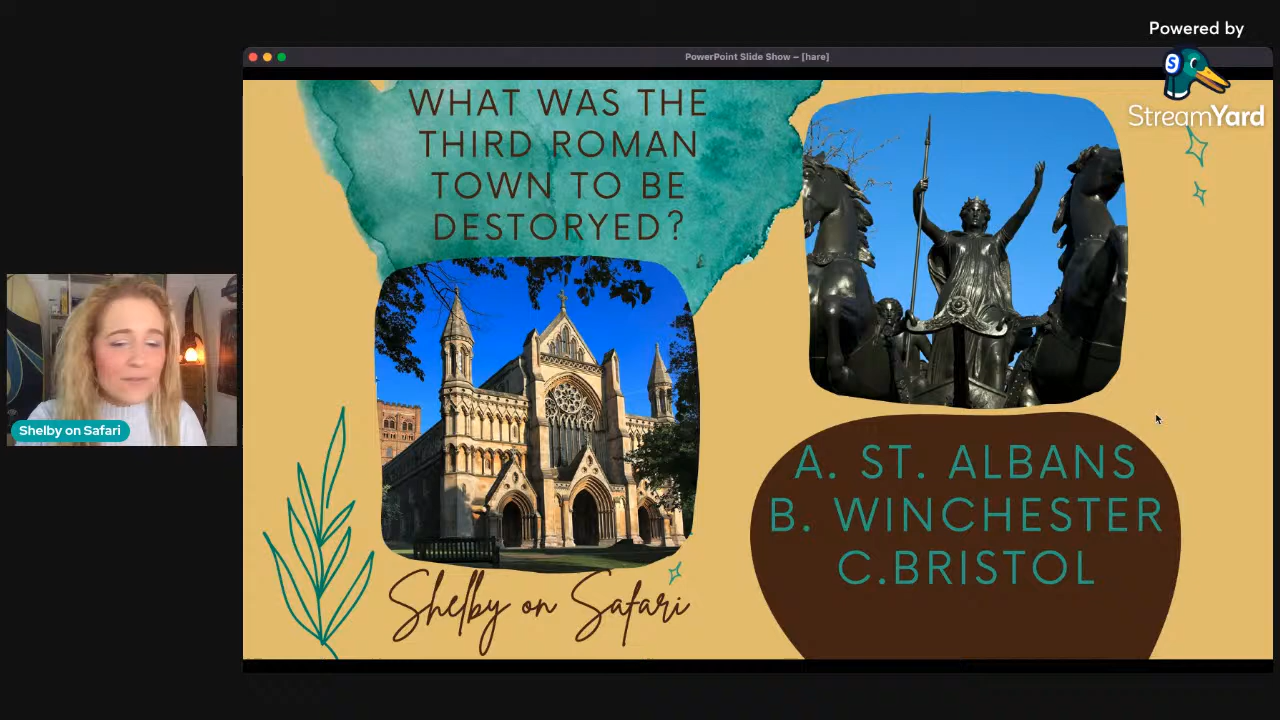 Powered by
StreamYard
PowerPoint Slide Show – [hare]
WHAT WAS THE
THIRD ROMAN
TOWN TO BE
DESTORYED?
A. ST. ALBANS
B. WINCHESTER
C.BRISTOL
Shelby on Safari
Shelby on Safari